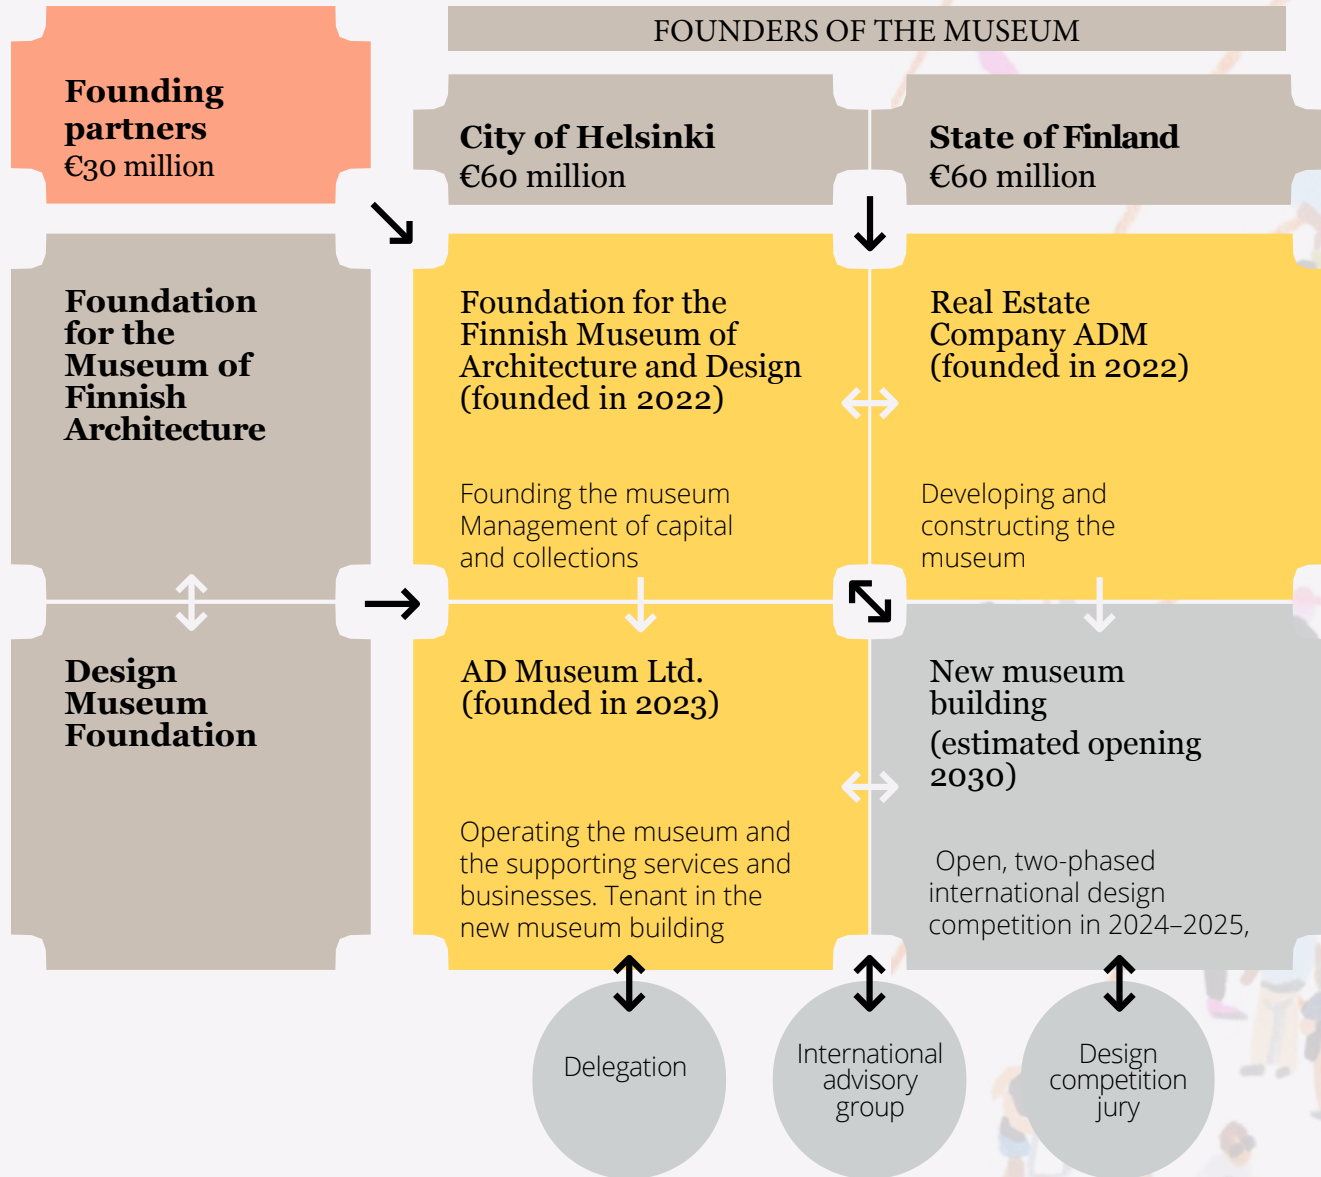 FOUNDERS OF THE MUSEUM
Founding
partners
€30 million
City of Helsinki
€60 million
State of Finland
€60 million
Foundation
for the
Museum of
Finnish
Architecture
Foundation for the
Finnish Museum of
Architecture and Design
(founded in 2022)
Founding the museum
Management of capital
and collections
Real Estate
Company ADM
(founded in 2022)
Developing and
constructing the
museum
Design
Museum
Foundation
AD Museum Ltd.
(founded in 2023)
Operating the museum and
the supporting services and
businesses. Tenant in the
new museum building
New museum
building
(estimated opening
2030)
Open, two-phased
international design
competition in 2024–2025,
Delegation
International
advisory
group
Design
competition
jury